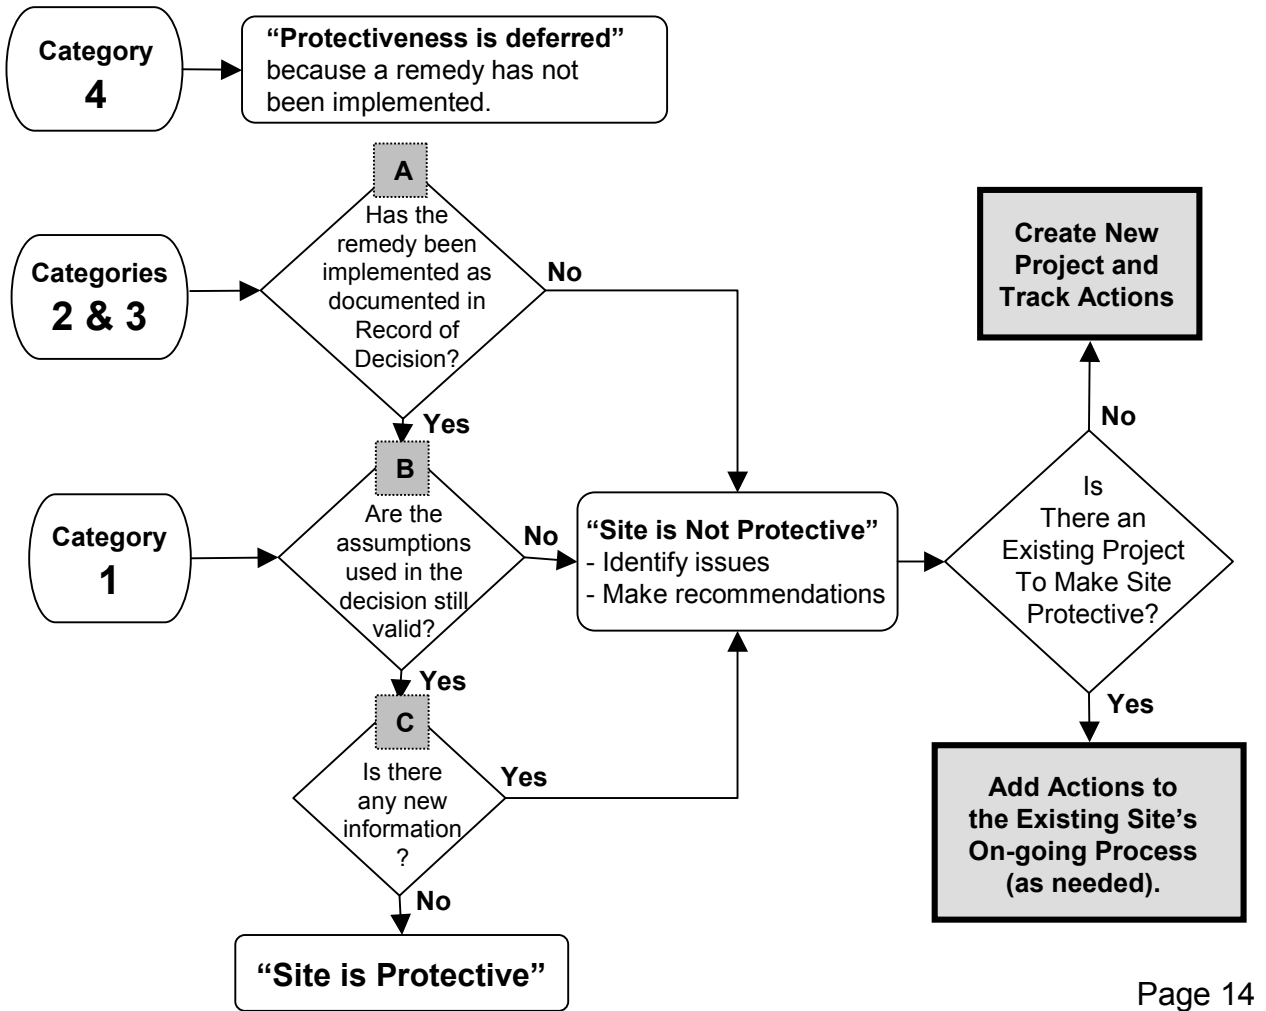 Category
4
“Protectiveness is deferred”
because a remedy has not
been implemented.
A
Has the
remedy been
implemented as
documented in
Record of
Decision?
Categories
2 & 3
No
Yes
Create New
Project and
Track Actions
No
B
Are the
assumptions
used in the
decision still
valid?
Category
1
No
“Site is Not Protective”
- Identify issues
- Make recommendations
Is
There an
Existing Project
To Make Site
Protective?
Yes
Yes
C
Is there
any new
information
?
Yes
Add Actions to
the Existing Site’s
On-going Process
(as needed).
No
“Site is Protective”
Page 14